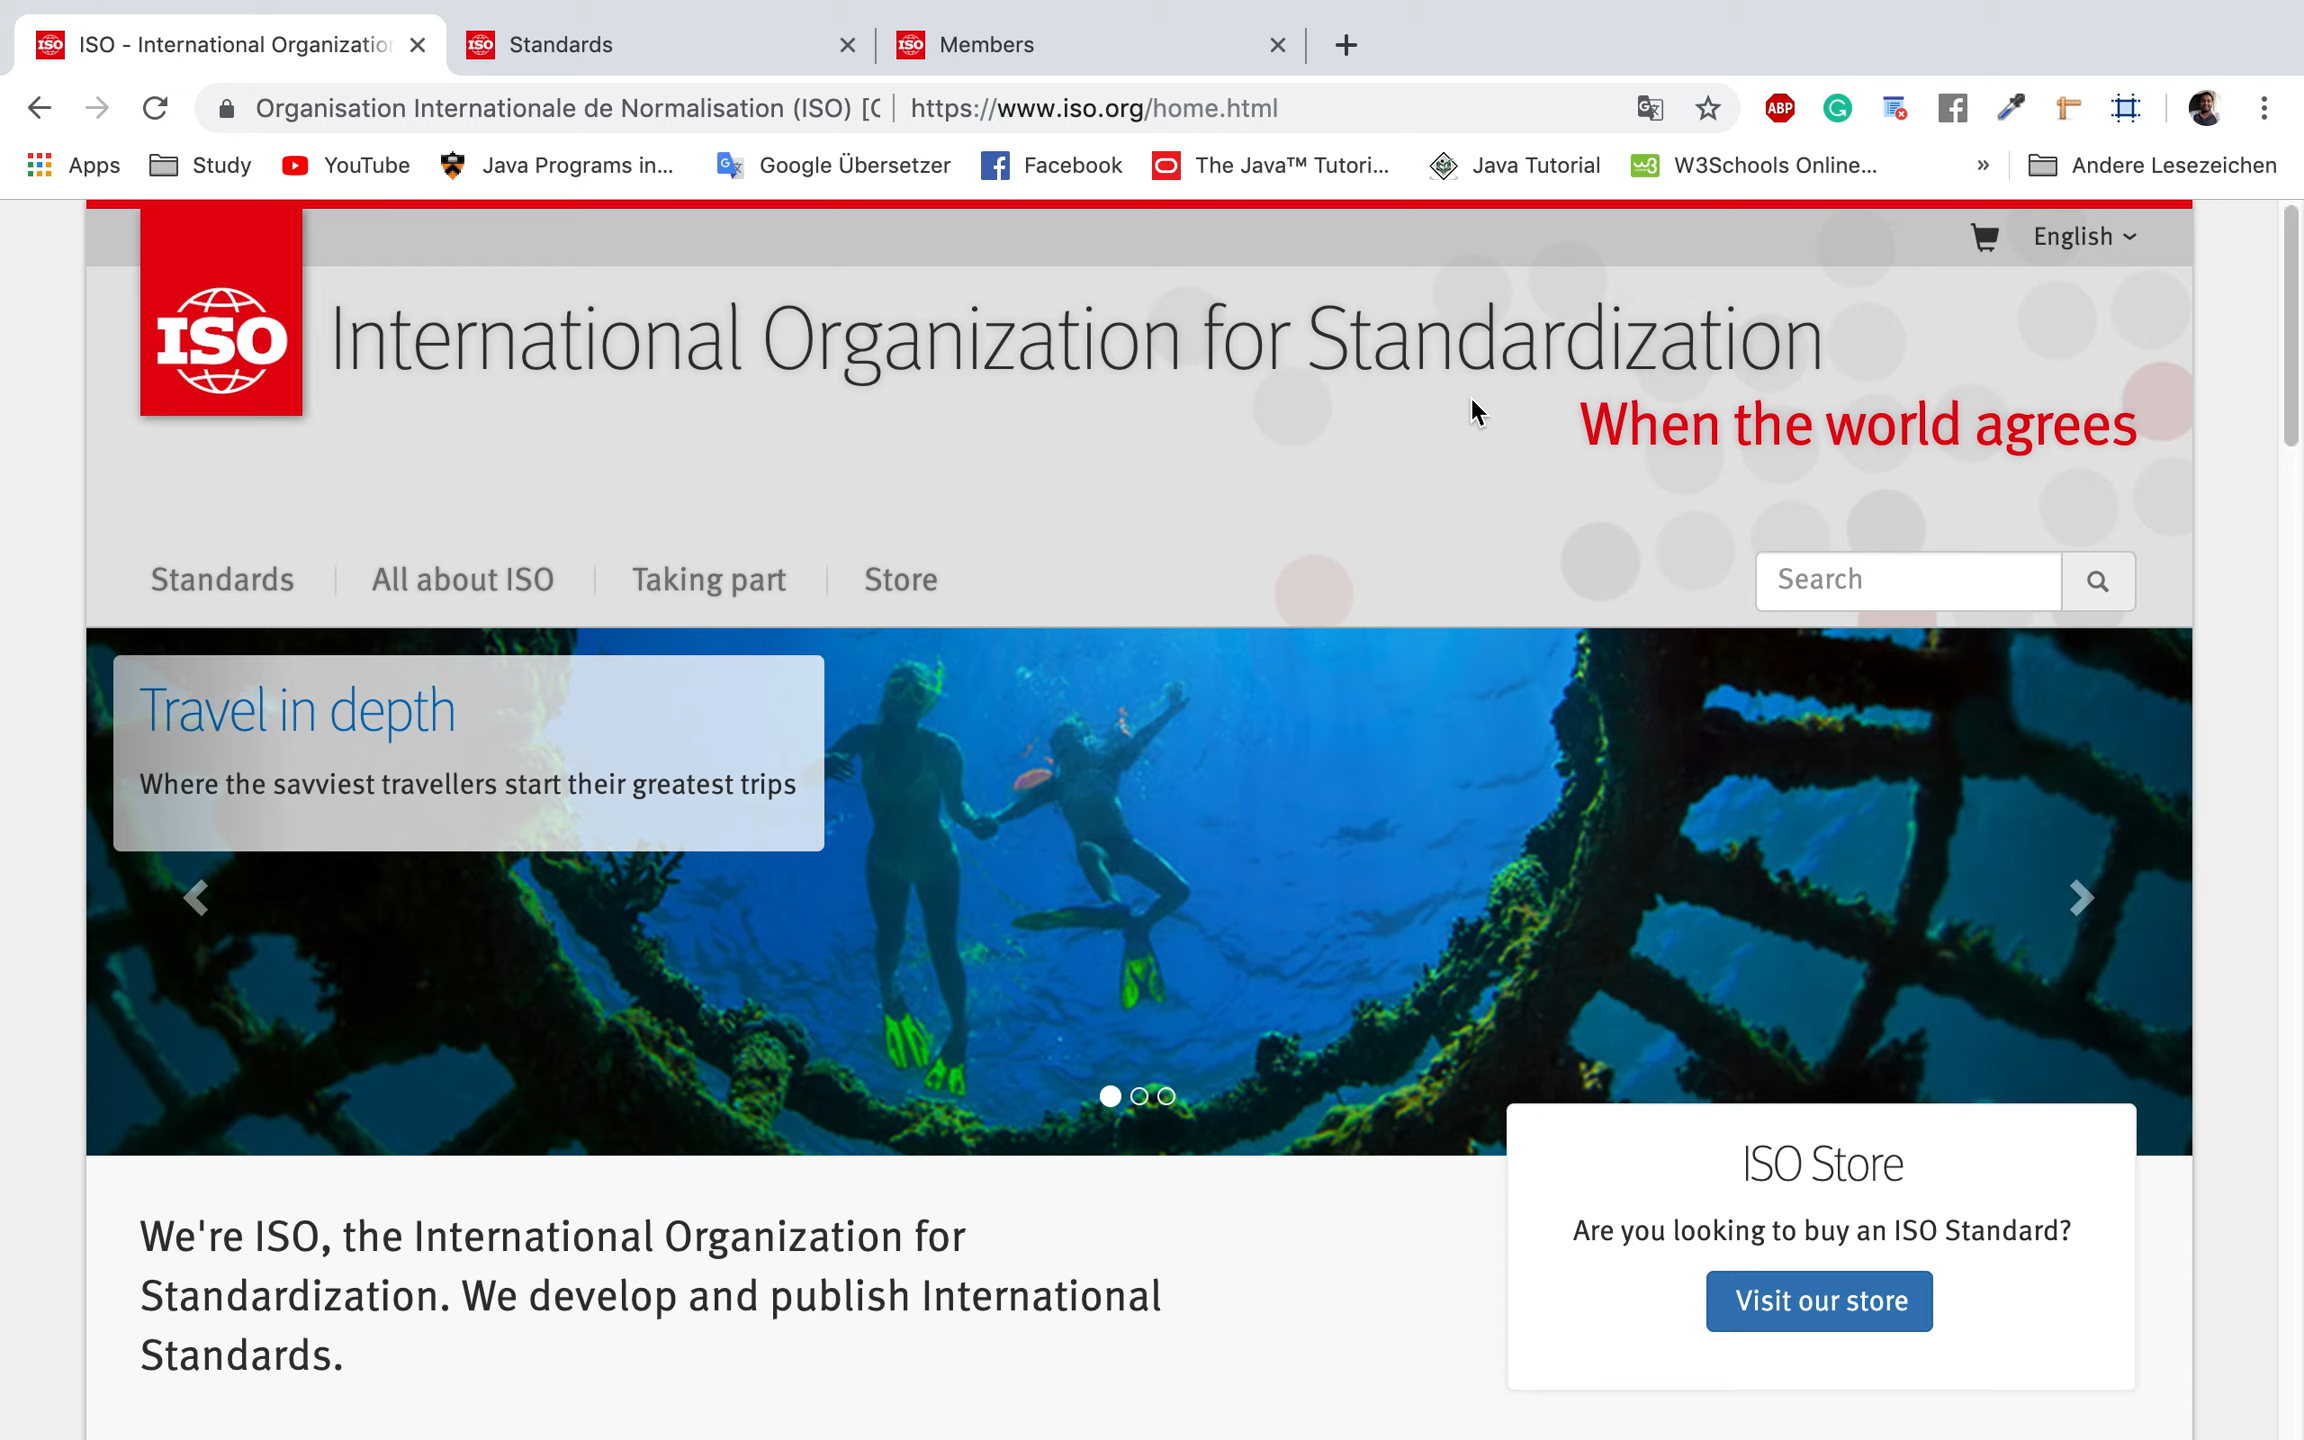 ISO - International Organizatio
Standards
Members
Organisation Internationale de Normalisation (ISO) [C
https://www.iso.org/home.html
ABP
Apps
Study
YouTube
Java Programs in...
Google Übersetzer
Facebook
The Java™ Tutori...
Java Tutorial
W3Schools Online...
»
Andere Lesezeichen
English
ISO
International Organization for Standardization
When the world agrees
Standards
All about ISO
Taking part
Store
Search
Travel in depth
Where the savviest travellers start their greatest trips
ISO Store
Are you looking to buy an ISO Standard?
Visit our store
We're ISO, the International Organization for
Standardization. We develop and publish International
Standards.